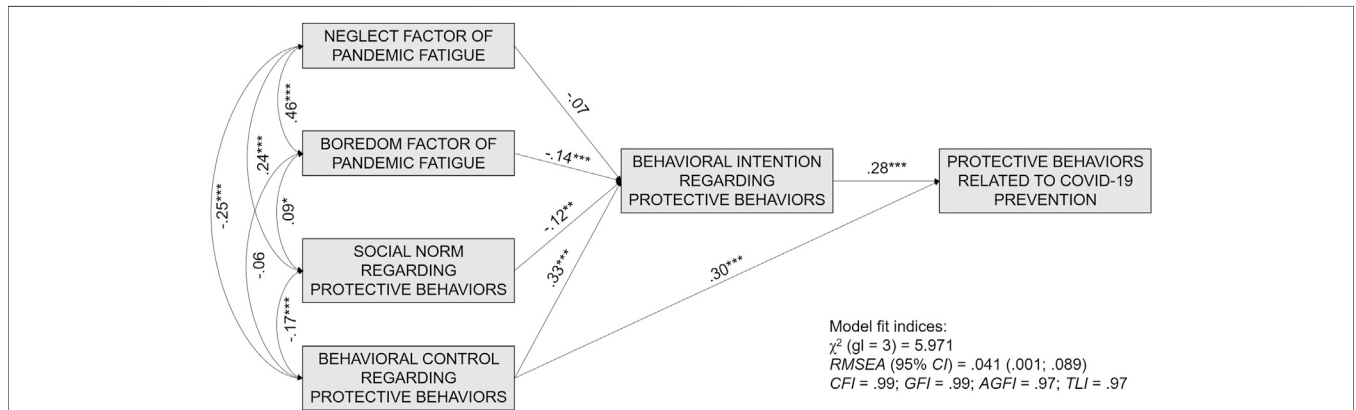 NEGLECT FACTOR OF
PANDEMIC FATIGUE
-.07
.46***
BOREDOM FACTOR OF
PANDEMIC FATIGUE
-.14***
.24***
BEHAVIORAL INTENTION
REGARDING
PROTECTIVE BEHAVIORS
.28***
PROTECTIVE BEHAVIORS
RELATED TO COVID-19
PREVENTION
-.25***
.09*
-.12**
SOCIAL NORM
REGARDING
PROTECTIVE BEHAVIORS
-.06
.33***
.30***
-.17***
BEHAVIORAL CONTROL
REGARDING
PROTECTIVE BEHAVIORS
Model fit indices:
χ² (gl = 3) = 5.971
RMSEA (95% CI) = .041 (.001; .089)
CFI = .99; GFI = .99; AGFI = .97; TLI = .97